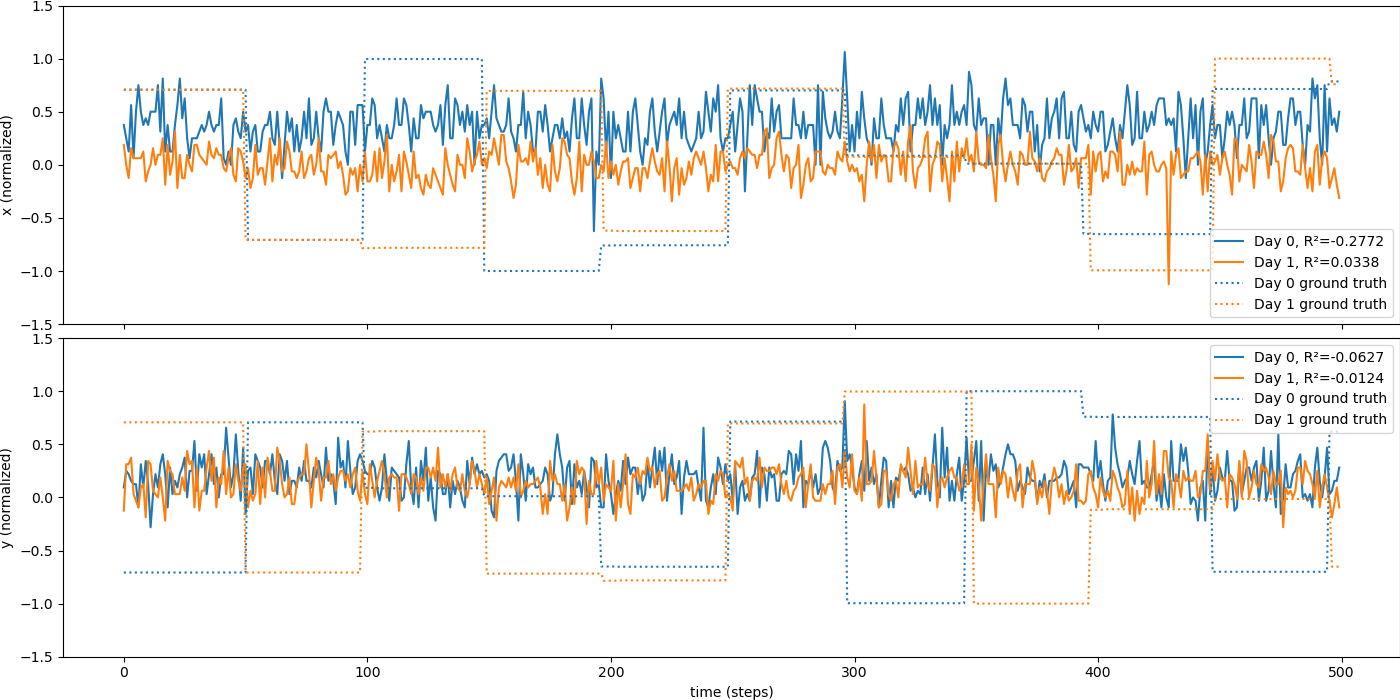 1.5
1.0
0.5
0.0
−0.5
−1.0
−1.5
x (normalized)
Day 0, R²=-0.2772
Day 1, R²=0.0338
Day 0 ground truth
Day 1 ground truth
1.5
1.0
0.5
0.0
−0.5
−1.0
−1.5
y (normalized)
Day 0, R²=-0.0627
Day 1, R²=-0.0124
Day 0 ground truth
Day 1 ground truth
0 100 200 300 400 500
time (steps)